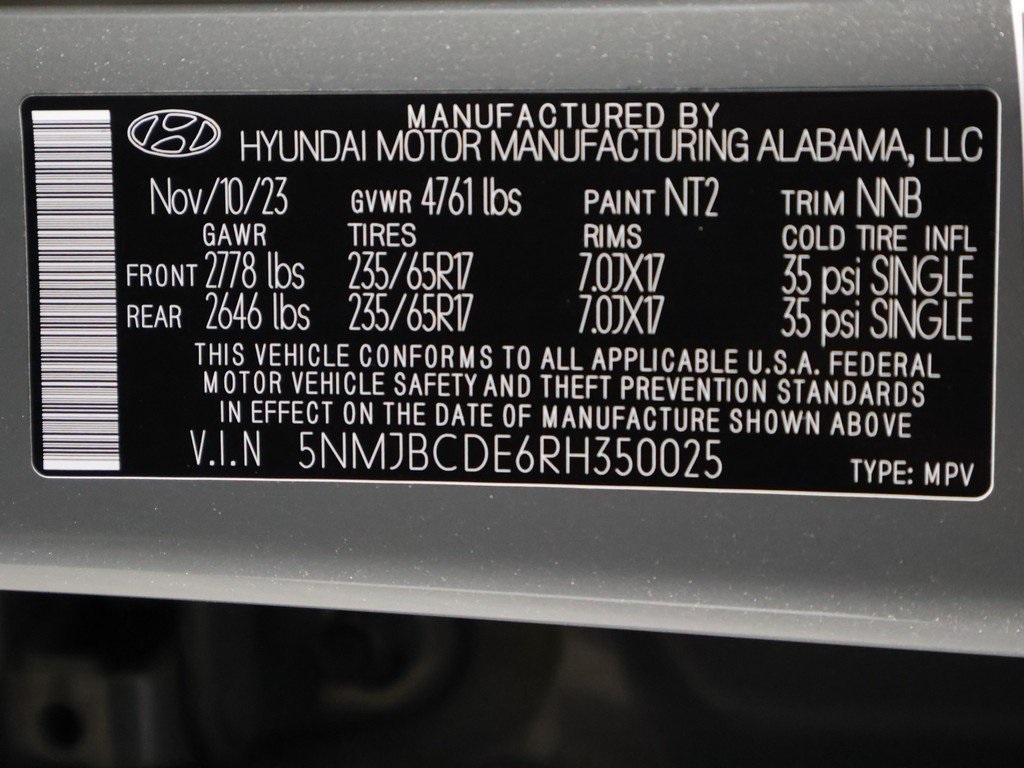 MANUFACTURED BY
HYUNDAI MOTOR MANUFACTURING ALABAMA, LLC
Nov/10/23 GVWR 4761 lbs PAINT NT2 TRIM NNB
GAWR TIRES RIMS COLD TIRE INFL
FRONT 2778 lbs 235/65R17 7.0JX17 35 psi SINGLE
REAR 2646 lbs 235/65R17 7.0JX17 35 psi SINGLE
THIS VEHICLE CONFORMS TO ALL APPLICABLE U.S.A. FEDERAL
MOTOR VEHICLE SAFETY AND THEFT PREVENTION STANDARDS
IN EFFECT ON THE DATE OF MANUFACTURE SHOWN ABOVE
V.I.N 5NMJBCDE6RH350025
TYPE: MPV